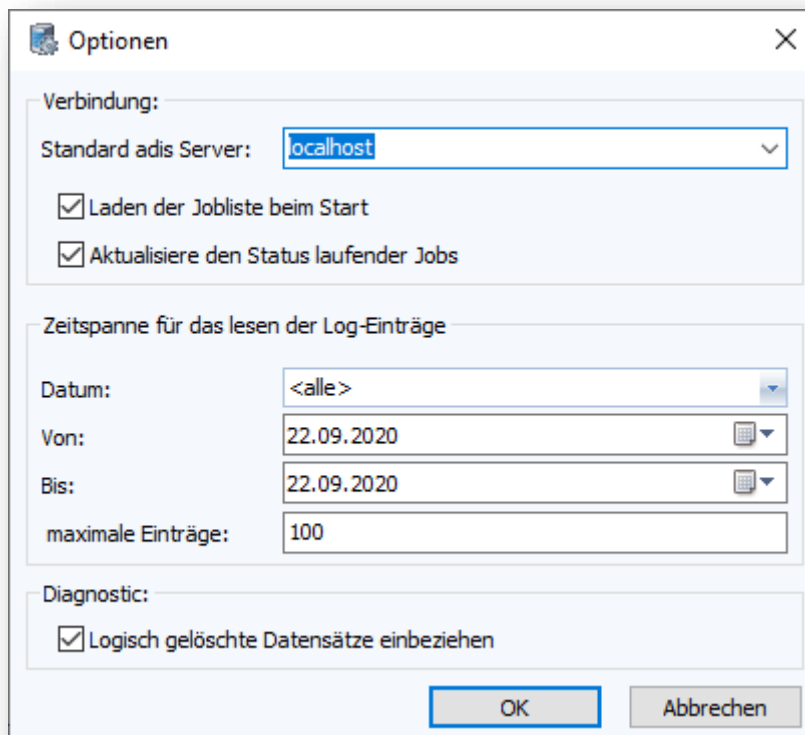 Optionen
Verbindung:
Standard adis Server: localhost
Laden der Jobliste beim Start
Aktualisiere den Status laufender Jobs
Zeitspanne für das lesen der Log-Einträge
Datum: <alle>
Von: 22.09.2020
Bis: 22.09.2020
maximale Einträge: 100
Diagnostic:
Logisch gelöschte Datensätze einbeziehen
OK Abbrechen